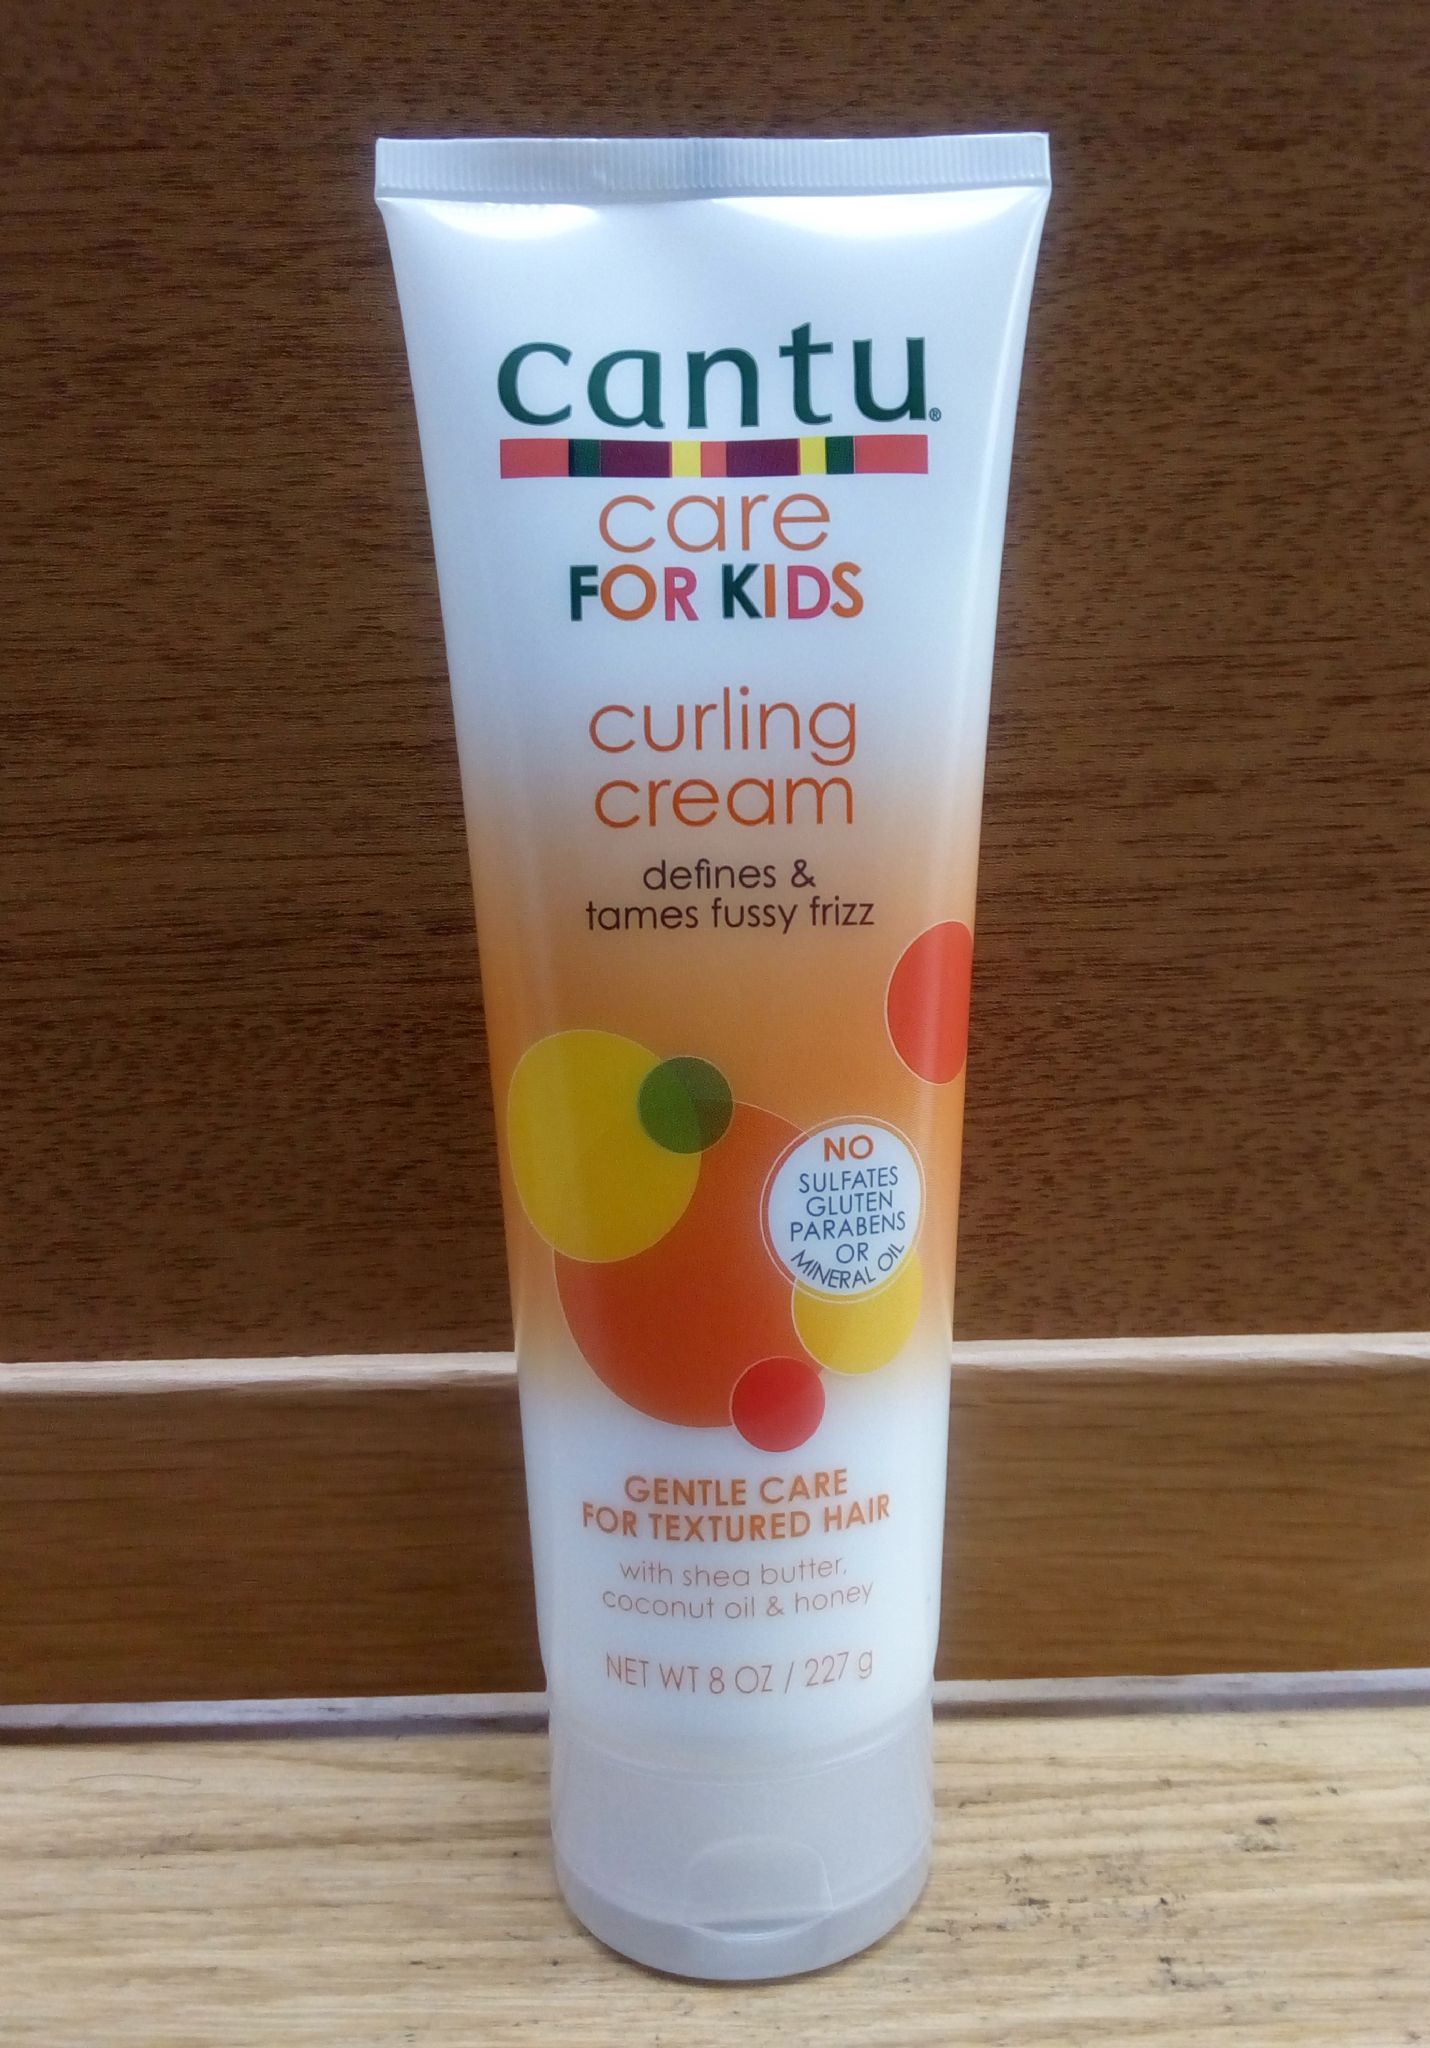 cantu®
care
FOR KIDS
curling
cream
defines &
tames fussy frizz
NO
SULFATES
GLUTEN
PARABENS
OR
MINERAL OIL
GENTLE CARE
FOR TEXTURED HAIR
with shea butter,
coconut oil & honey
NET WT 8 OZ / 227 g